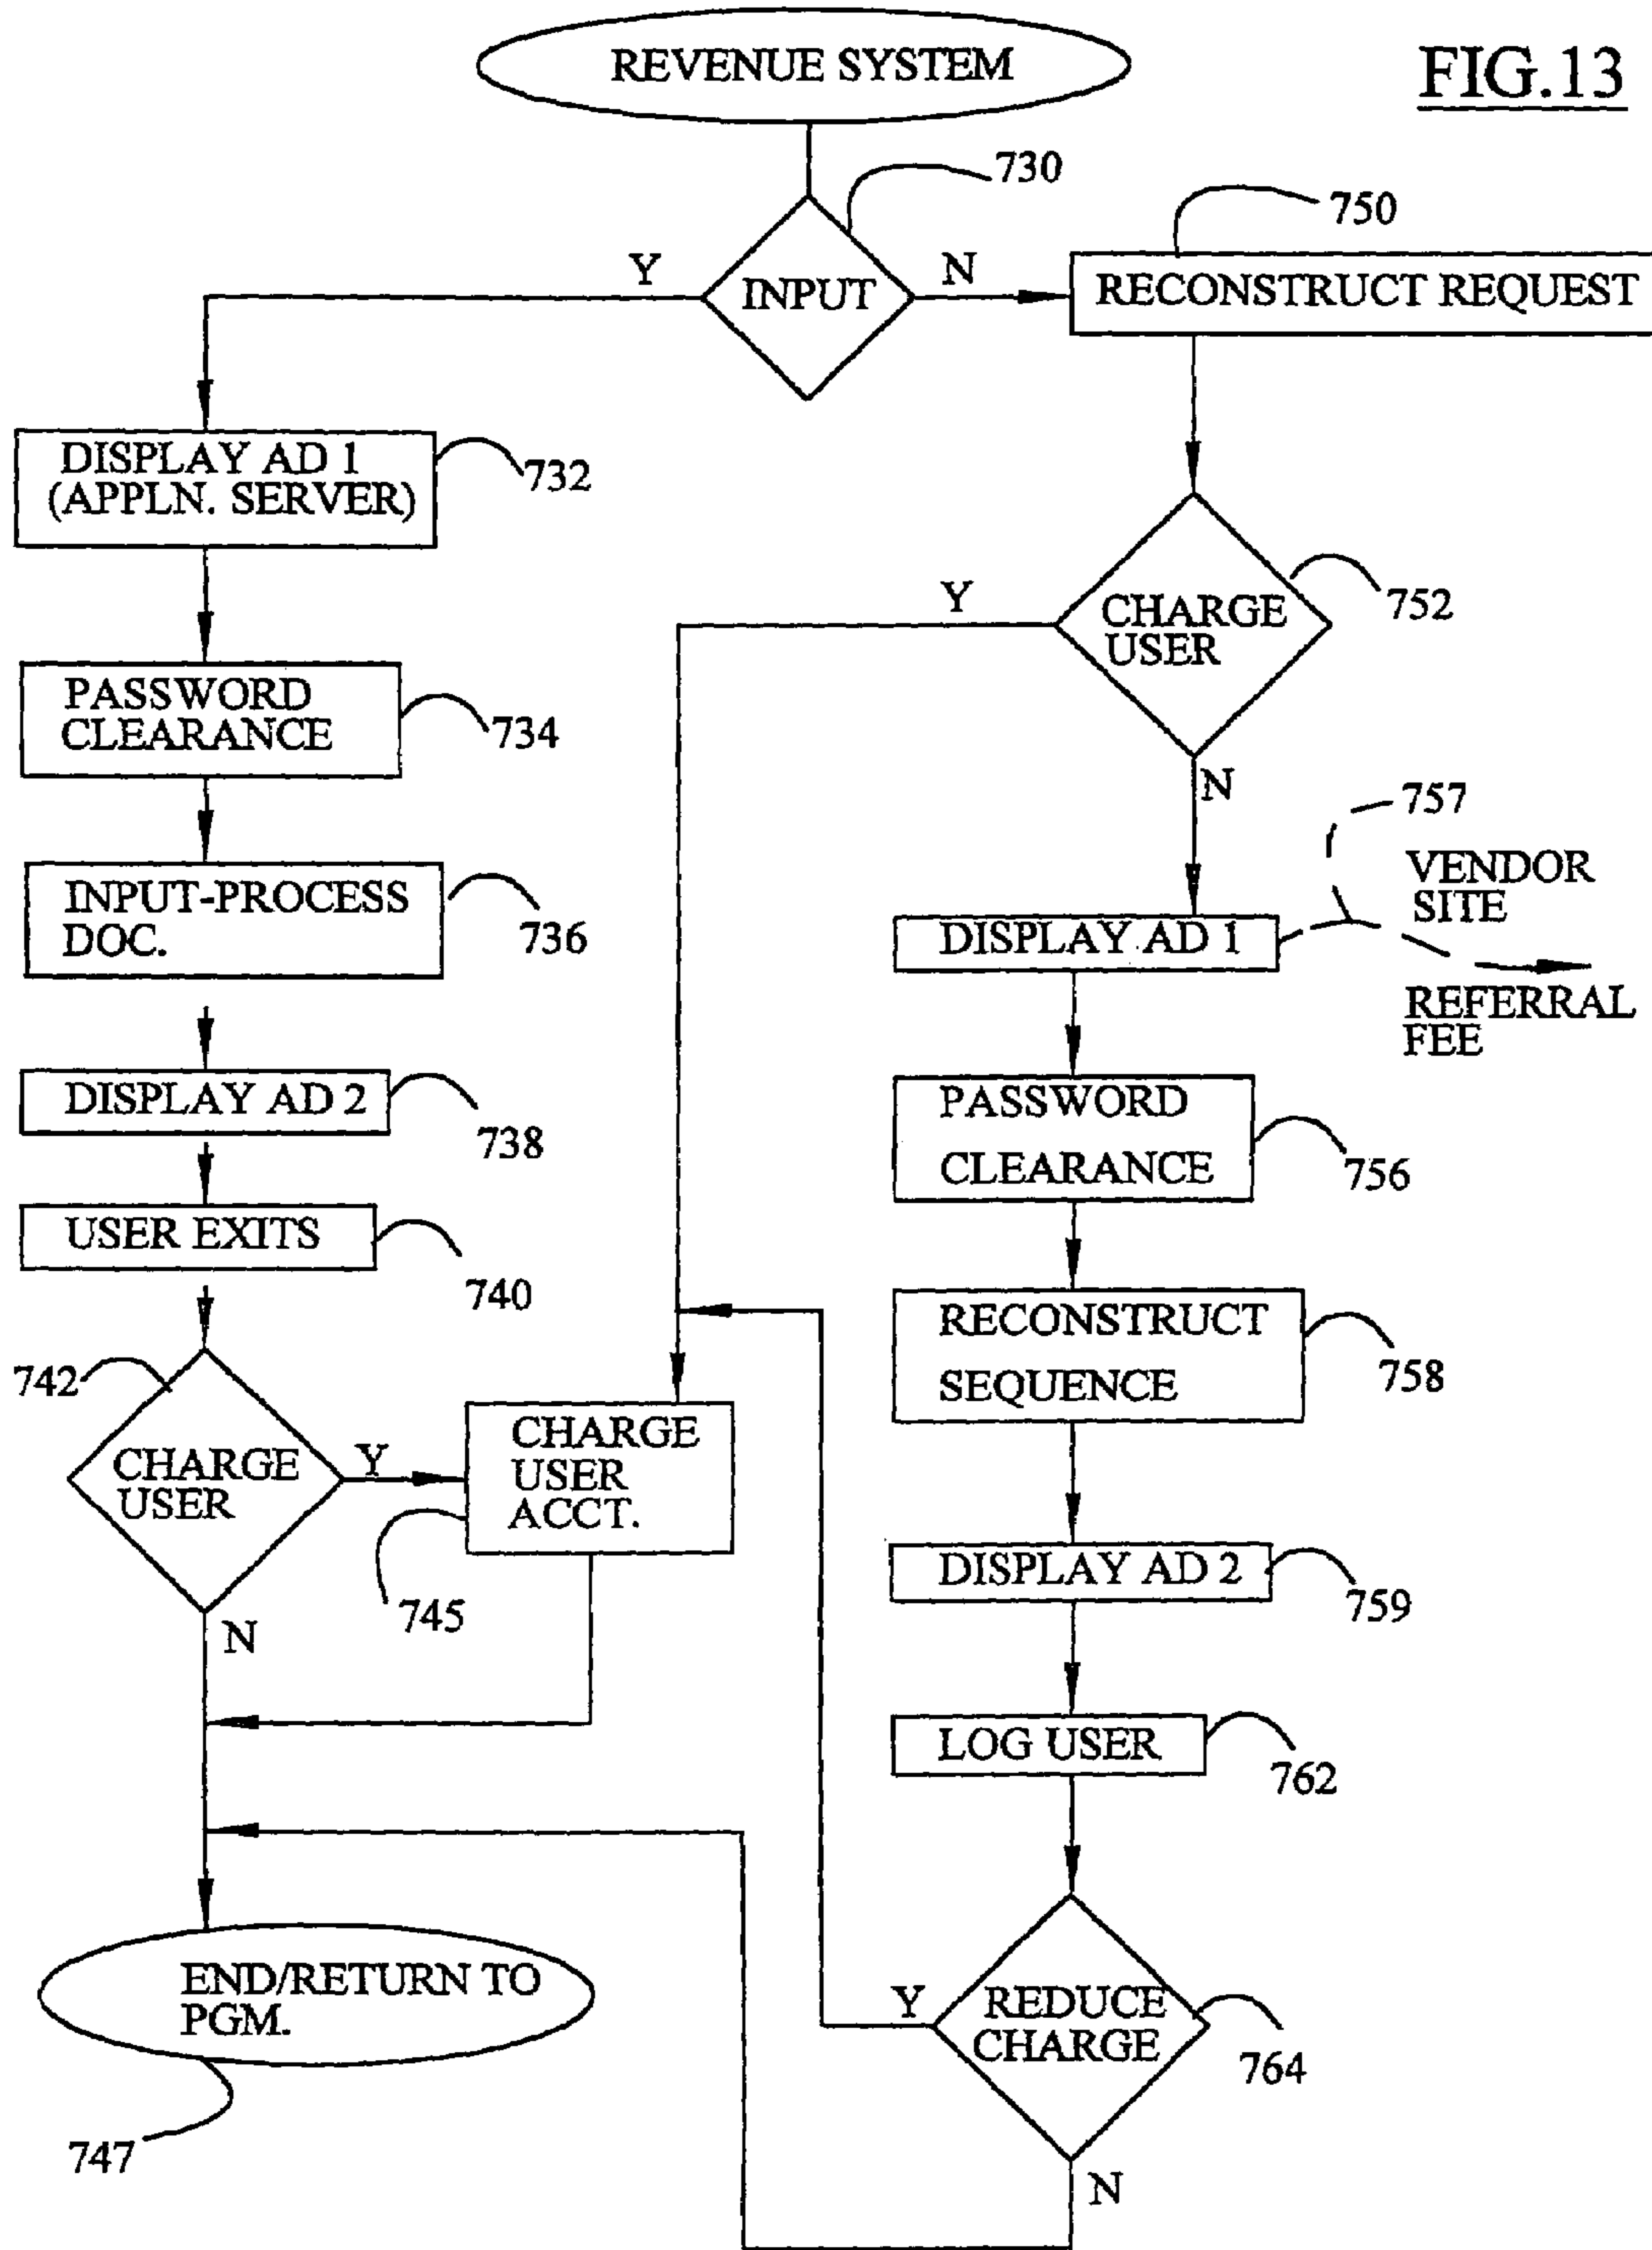 FIG.13
REVENUE SYSTEM
730
INPUT
Y
N
750
RECONSTRUCT REQUEST
DISPLAY AD 1
(APPLN. SERVER)
732
PASSWORD
CLEARANCE
734
INPUT-PROCESS
DOC.
736
DISPLAY AD 2
738
USER EXITS
740
742
CHARGE
USER
Y
N
CHARGE
USER
ACCT.
745
END/RETURN TO
PGM.
747
CHARGE
USER
752
Y
N
757
VENDOR
SITE
REFERRAL
FEE
DISPLAY AD 1
PASSWORD
CLEARANCE
756
RECONSTRUCT
SEQUENCE
758
DISPLAY AD 2
759
LOG USER
762
REDUCE
CHARGE
764
Y
N